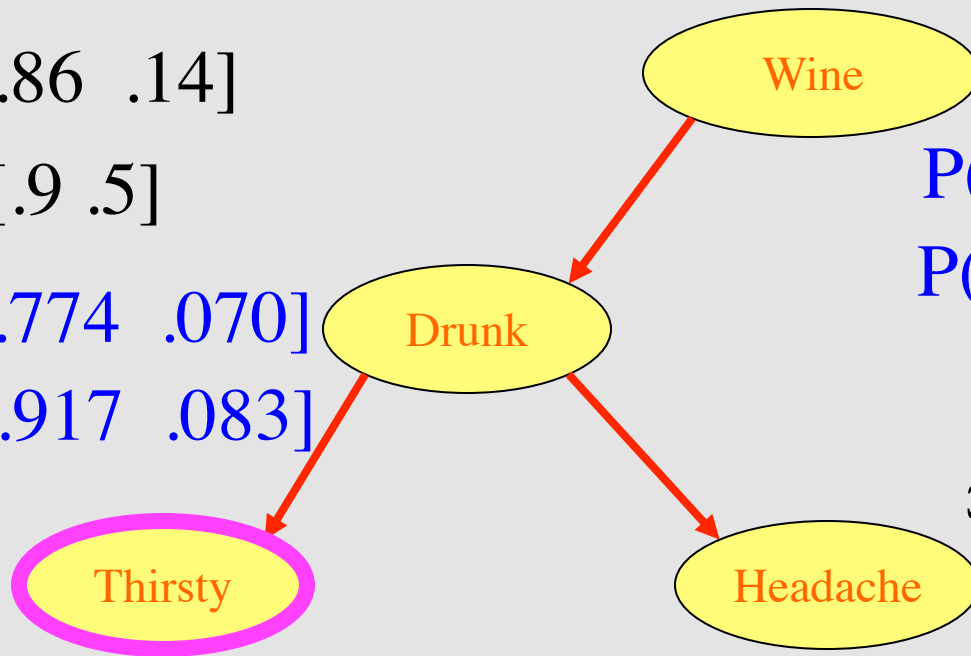 .86 .14]
[.9 .5]
.774 .070]
.917 .083]
Wine
P(
P(
Drunk
Thirsty
Headache